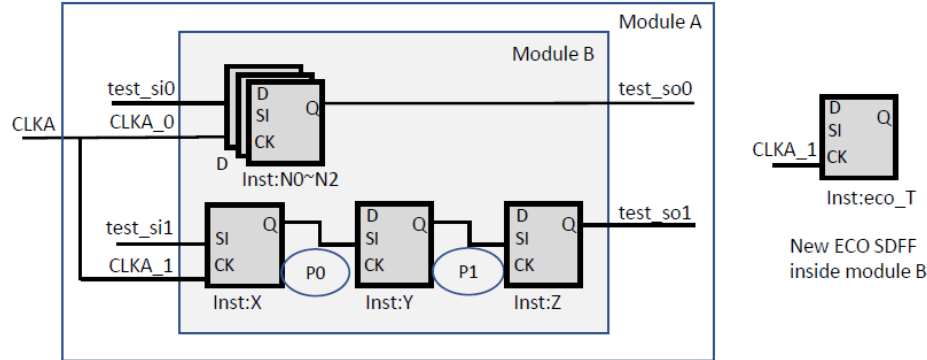 Module A
Module B
test_si0
D
Q
test_so0
CLKA
CLKA_0
SI
CK
D
Inst:N0~N2
D
Q
SI
CLKA_1
CK
Inst:eco_T
test_si1
Q
D
Q
D
Q
test_so1
SI
SI
SI
CLKA_1
CK
P0
CK
P1
CK
Inst:X
Inst:Y
Inst:Z
New ECO SDFF
inside module B